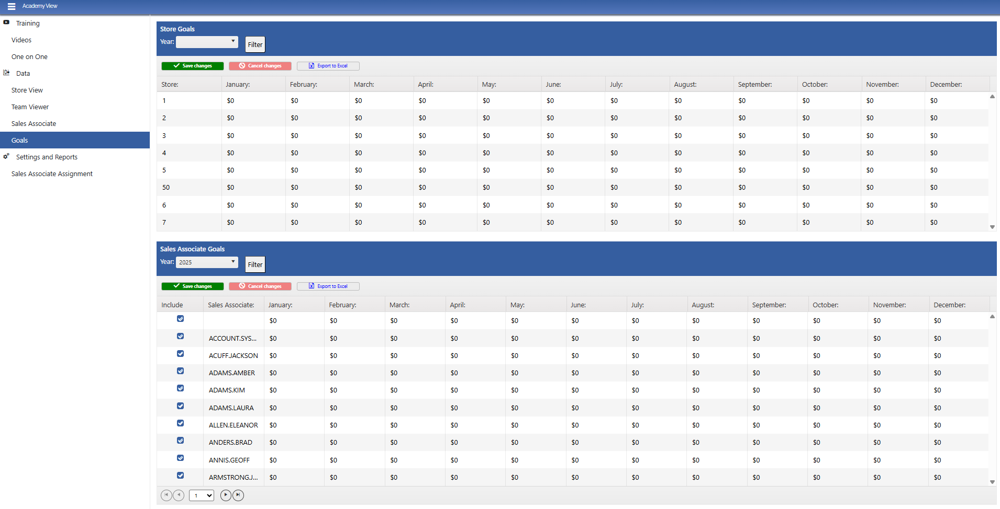 Academy View
Training
Videos
One on One
Data
Store View
Team Viewer
Sales Associate
Goals
Settings and Reports
Sales Associate Assignment
Store Goals
Year: Filter
Save changes Cancel changes Export to Excel
Store: January: February: March: April: May: June: July: August: September: October: November: December:
1 $0 $0 $0 $0 $0 $0 $0 $0 $0 $0 $0 $0
2 $0 $0 $0 $0 $0 $0 $0 $0 $0 $0 $0 $0
3 $0 $0 $0 $0 $0 $0 $0 $0 $0 $0 $0 $0
4 $0 $0 $0 $0 $0 $0 $0 $0 $0 $0 $0 $0
5 $0 $0 $0 $0 $0 $0 $0 $0 $0 $0 $0 $0
50 $0 $0 $0 $0 $0 $0 $0 $0 $0 $0 $0 $0
6 $0 $0 $0 $0 $0 $0 $0 $0 $0 $0 $0 $0
7 $0 $0 $0 $0 $0 $0 $0 $0 $0 $0 $0 $0
Sales Associate Goals
Year: 2025 Filter
Save changes Cancel changes Export to Excel
Include Sales Associate: January: February: March: April: May: June: July: August: September: October: November: December:
$0 $0 $0 $0 $0 $0 $0 $0 $0 $0 $0 $0
ACCOUNT.SYS... $0 $0 $0 $0 $0 $0 $0 $0 $0 $0 $0 $0
ACUFF.JACKSON $0 $0 $0 $0 $0 $0 $0 $0 $0 $0 $0 $0
ADAMS.AMBER $0 $0 $0 $0 $0 $0 $0 $0 $0 $0 $0 $0
ADAMS.KIM $0 $0 $0 $0 $0 $0 $0 $0 $0 $0 $0 $0
ADAMS.LAURA $0 $0 $0 $0 $0 $0 $0 $0 $0 $0 $0 $0
ALLEN.ELEANOR $0 $0 $0 $0 $0 $0 $0 $0 $0 $0 $0 $0
ANDERS.BRAD $0 $0 $0 $0 $0 $0 $0 $0 $0 $0 $0 $0
ANNIS.GEOFF $0 $0 $0 $0 $0 $0 $0 $0 $0 $0 $0 $0
ARMSTRONG.J... $0 $0 $0 $0 $0 $0 $0 $0 $0 $0 $0 $0
1